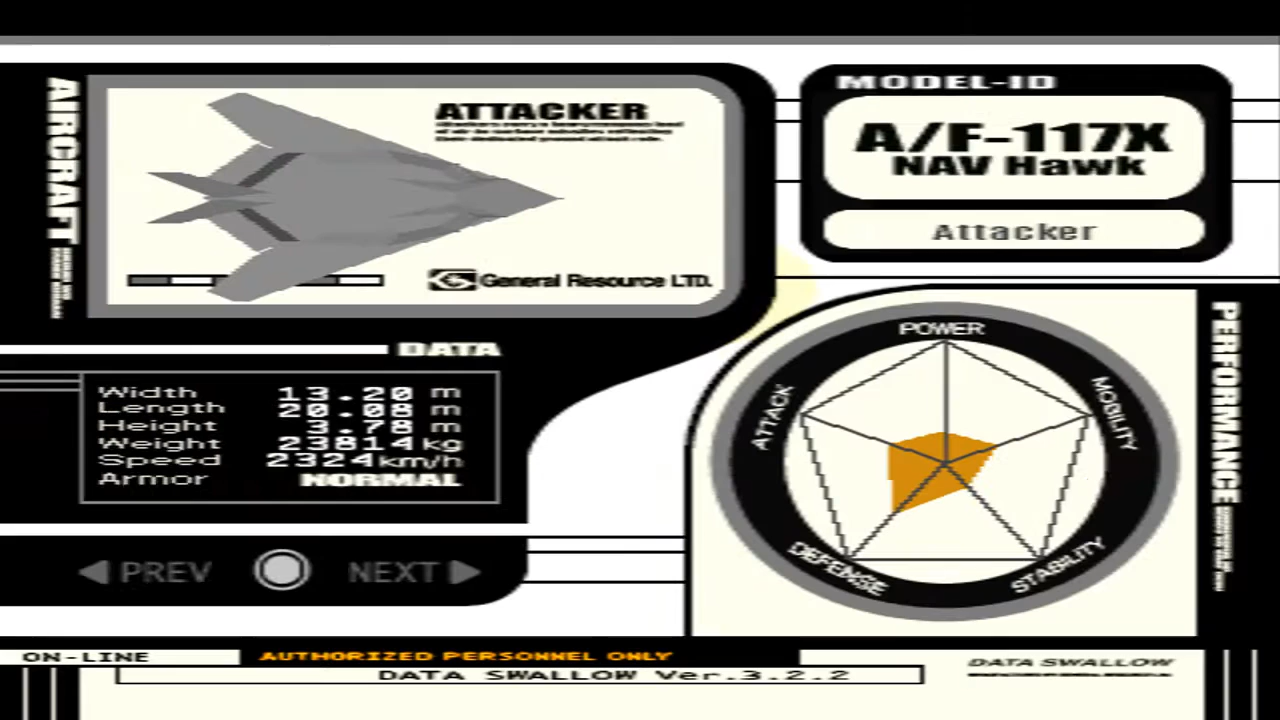 AIRCRAFT
ATTACKER
General Resource LTD.
MODEL-ID
A/F-117X
NAV Hawk
Attacker
DATA
Width 13.20 m
Length 20.08 m
Height 3.78 m
Weight 23814kg
Speed 2324km/h
Armor NORMAL
PERFORMANCE
POWER
MOBILITY
STABILITY
DEFENSE
ATTACK
PREV NEXT
ON-LINE
AUTHORIZED PERSONNEL ONLY
DATA SWALLOW Ver.3.2.2
DATA SWALLOW